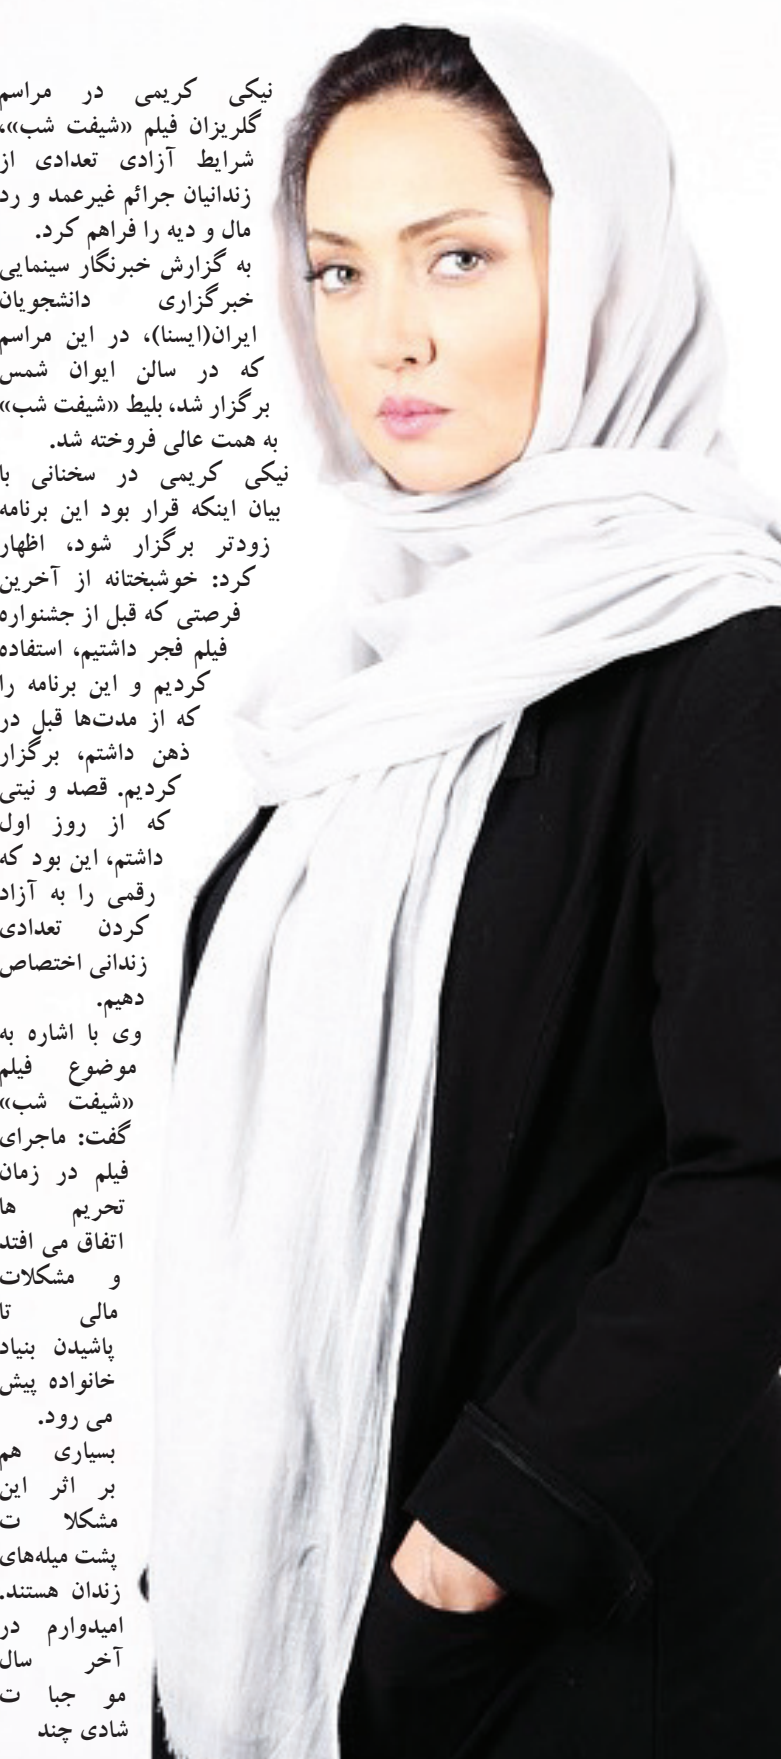 نیکی کریمی در مراسم
گلریزان فیلم «شیفت شب»،
شرایط آزادی تعدادی از
زندانیان جرائم غیرعمد و رد
مال و دیه را فراهم کرد.
به گزارش خبرنگار سینمایی
خبرگزاری دانشجویان
ایران(ایسنا)، در این مراسم
که در سالن ایوان شمس
برگزار شد، بلیط «شیفت شب»
به همت عالی فروخته شد.
نیکی کریمی در سخنانی با
بیان اینکه قرار بود این برنامه
زودتر برگزار شود، اظهار
کرد: خوشبختانه از آخرین
فرصتی که قبل از جشنواره
فیلم فجر داشتیم، استفاده
کردیم و این برنامه را
که از مدت‌ها قبل در
ذهن داشتم، برگزار
کردیم. قصد و نیتی
که از روز اول
داشتم، این بود که
رقمی را به آزاد
کردن تعدادی
زندانی اختصاص
دهیم.
وی با اشاره به
موضوع فیلم
«شیفت شب»
گفت: ماجرای
فیلم در زمان
تحریم ها
اتفاق می افتد
و مشکلات
مالی تا
پاشیدن بنیاد
خانواده پیش
می رود.
بسیاری هم
بر اثر این
مشکلا ت
پشت میله‌های
زندان هستند.
امیدوارم در
آخر سال
مو جبا ت
شادی چند